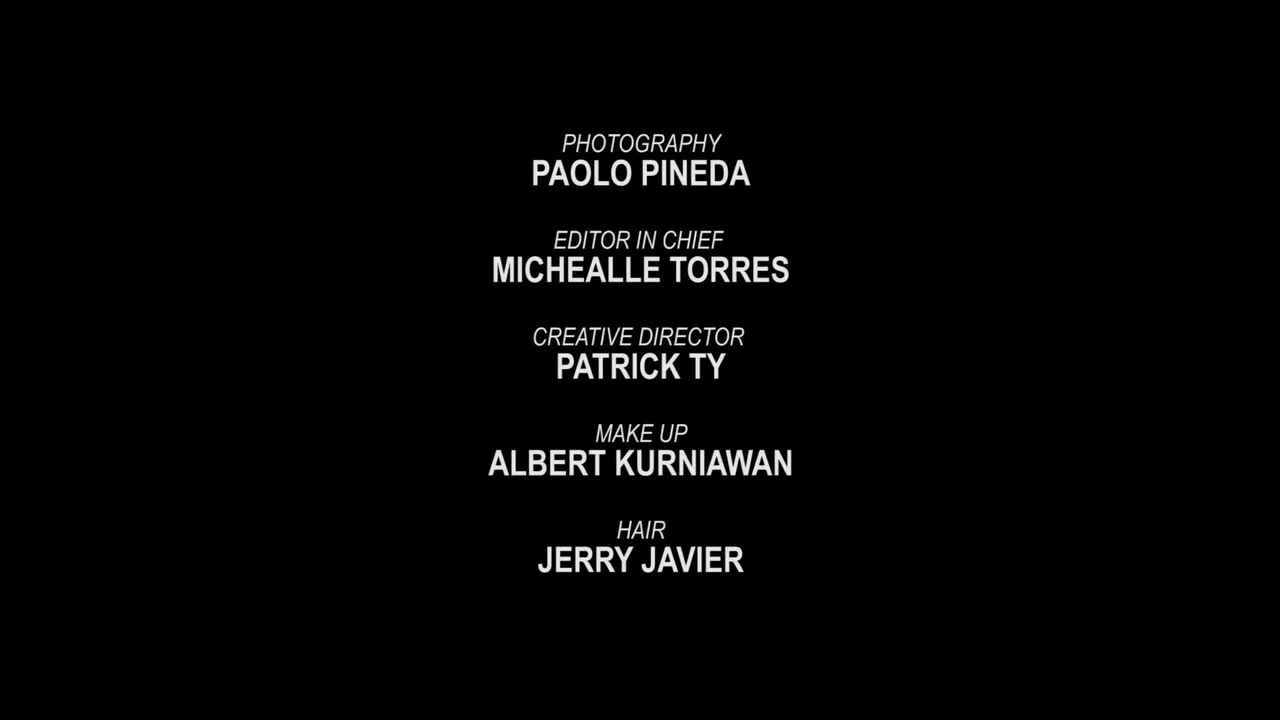 PHOTOGRAPHY
PAOLO PINEDA
EDITOR IN CHIEF
MICHEALLE TORRES
CREATIVE DIRECTOR
PATRICK TY
MAKE UP
ALBERT KURNIAWAN
HAIR
JERRY JAVIER